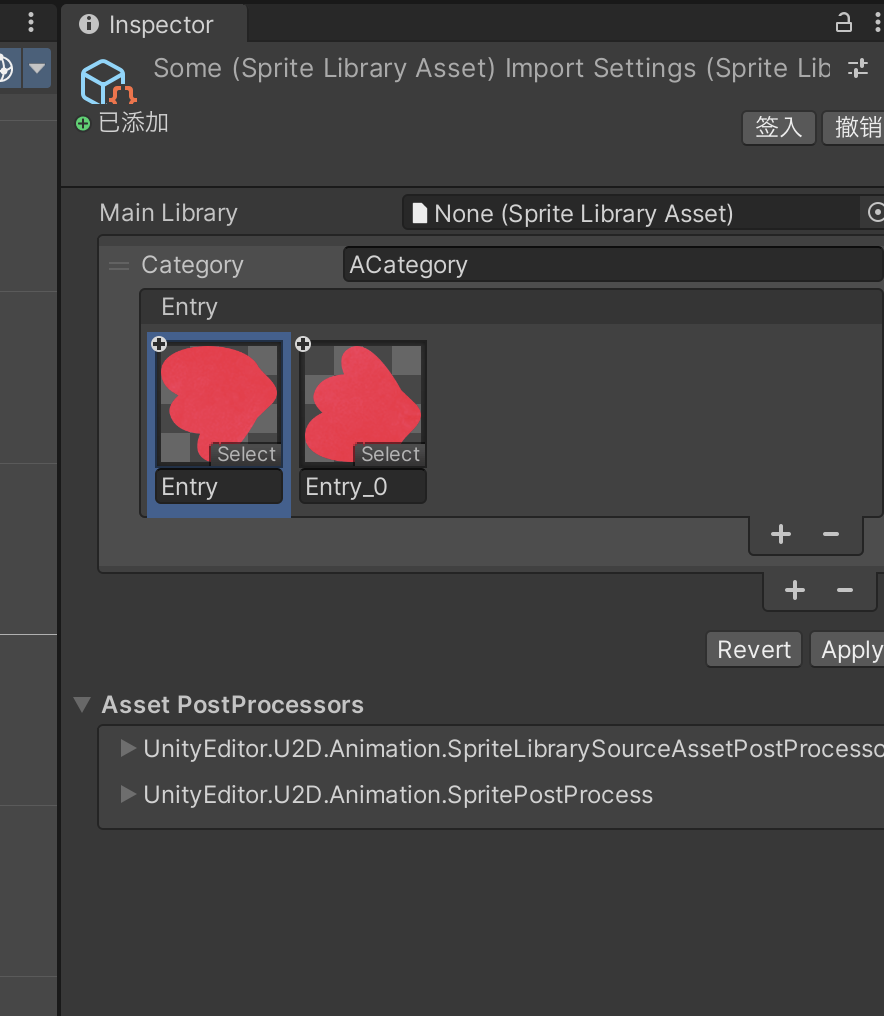 Inspector
Some (Sprite Library Asset) Import Settings (Sprite Lib
已添加
签入 撤销
Main Library None (Sprite Library Asset)
Category ACategory
Entry
Select Select
Entry Entry_0
+ −
+ −
Revert Apply
Asset PostProcessors
UnityEditor.U2D.Animation.SpriteLibrarySourceAssetPostProcesso
UnityEditor.U2D.Animation.SpritePostProcess